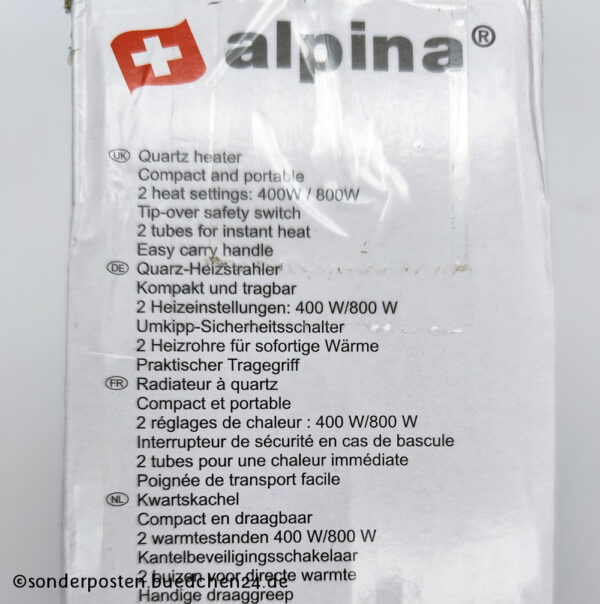 alpina®
UK Quartz heater
Compact and portable
2 heat settings: 400W / 800W
Tip-over safety switch
2 tubes for instant heat
Easy carry handle
DE Quarz-Heizstrahler
Kompakt und tragbar
2 Heizeinstellungen: 400 W/800 W
Umkipp-Sicherheitsschalter
2 Heizrohre für sofortige Wärme
Praktischer Tragegriff
FR Radiateur à quartz
Compact et portable
2 réglages de chaleur : 400 W/800 W
Interrupteur de sécurité en cas de bascule
2 tubes pour une chaleur immédiate
Poignée de transport facile
NL Kwartskachel
Compact en draagbaar
2 warmtestanden 400 W/800 W
Kantelbeveiligingsschakelaar
2 buizen voor directe warmte
©sonderposten.buedchen24.de
Handige draaggreep